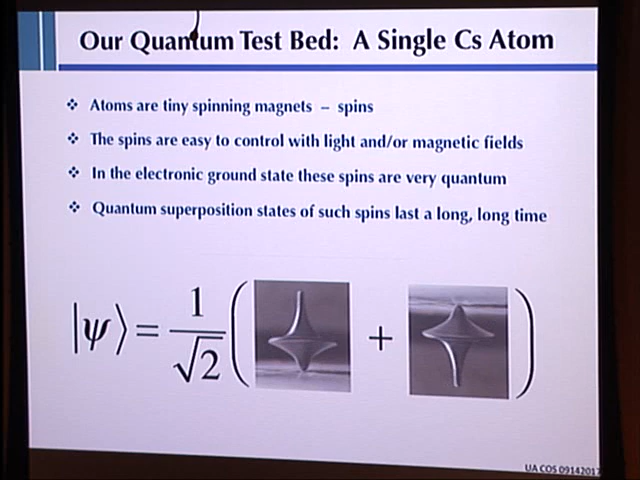 Our Quantum Test Bed: A Single Cs Atom
❖ Atoms are tiny spinning magnets – spins
❖ The spins are easy to control with light and/or magnetic fields
❖ In the electronic ground state these spins are very quantum
❖ Quantum superposition states of such spins last a long, long time
|ψ⟩ = 1/√2 ( + )
UA COS 09142017